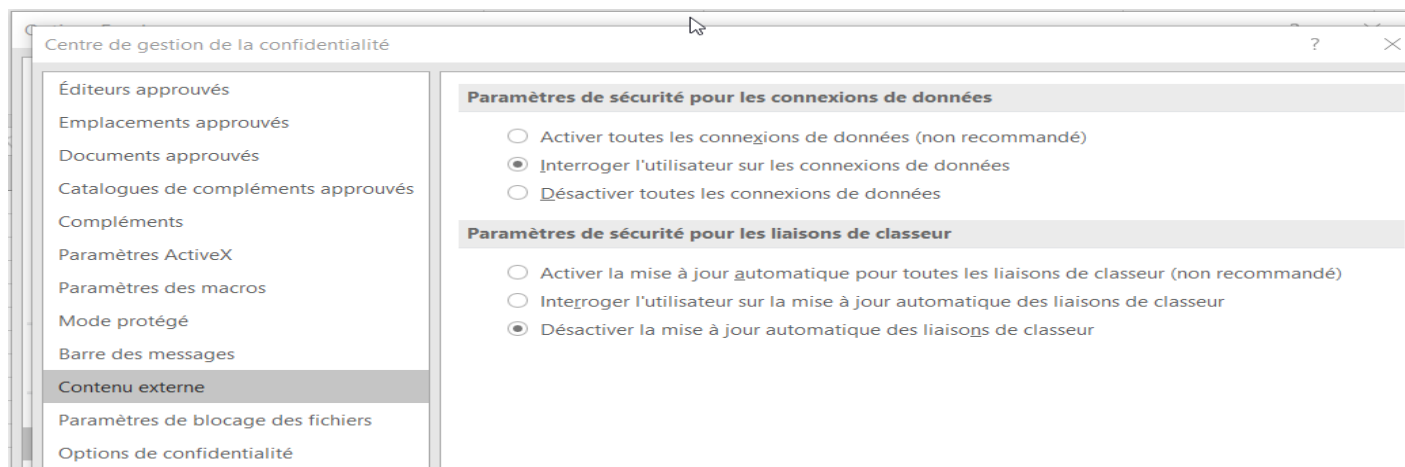 Centre de gestion de la confidentialité
Éditeurs approuvés
Emplacements approuvés
Documents approuvés
Catalogues de compléments approuvés
Compléments
Paramètres ActiveX
Paramètres des macros
Mode protégé
Barre des messages
Contenu externe
Paramètres de blocage des fichiers
Options de confidentialité
Paramètres de sécurité pour les connexions de données
Activer toutes les connexions de données (non recommandé)
Interroger l'utilisateur sur les connexions de données
Désactiver toutes les connexions de données
Paramètres de sécurité pour les liaisons de classeur
Activer la mise à jour automatique pour toutes les liaisons de classeur (non recommandé)
Interroger l'utilisateur sur la mise à jour automatique des liaisons de classeur
Désactiver la mise à jour automatique des liaisons de classeur